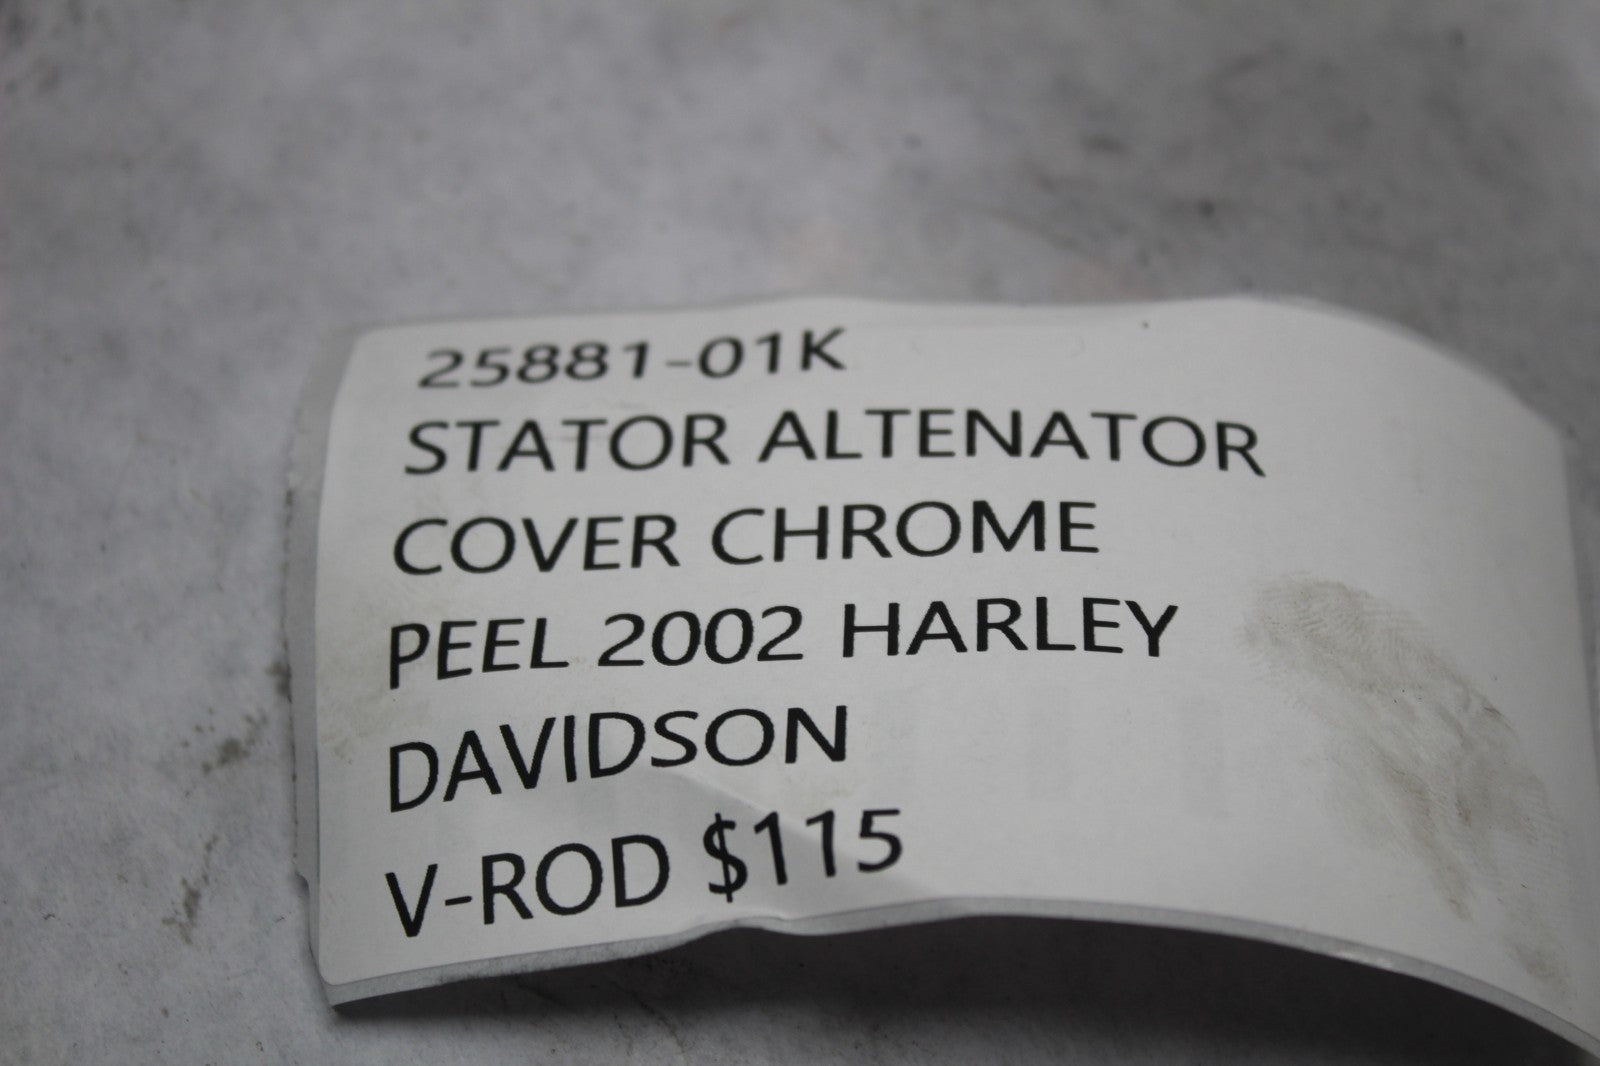 25881-01K
STATOR ALTENATOR
COVER CHROME
PEEL 2002 HARLEY
DAVIDSON
V-ROD $115